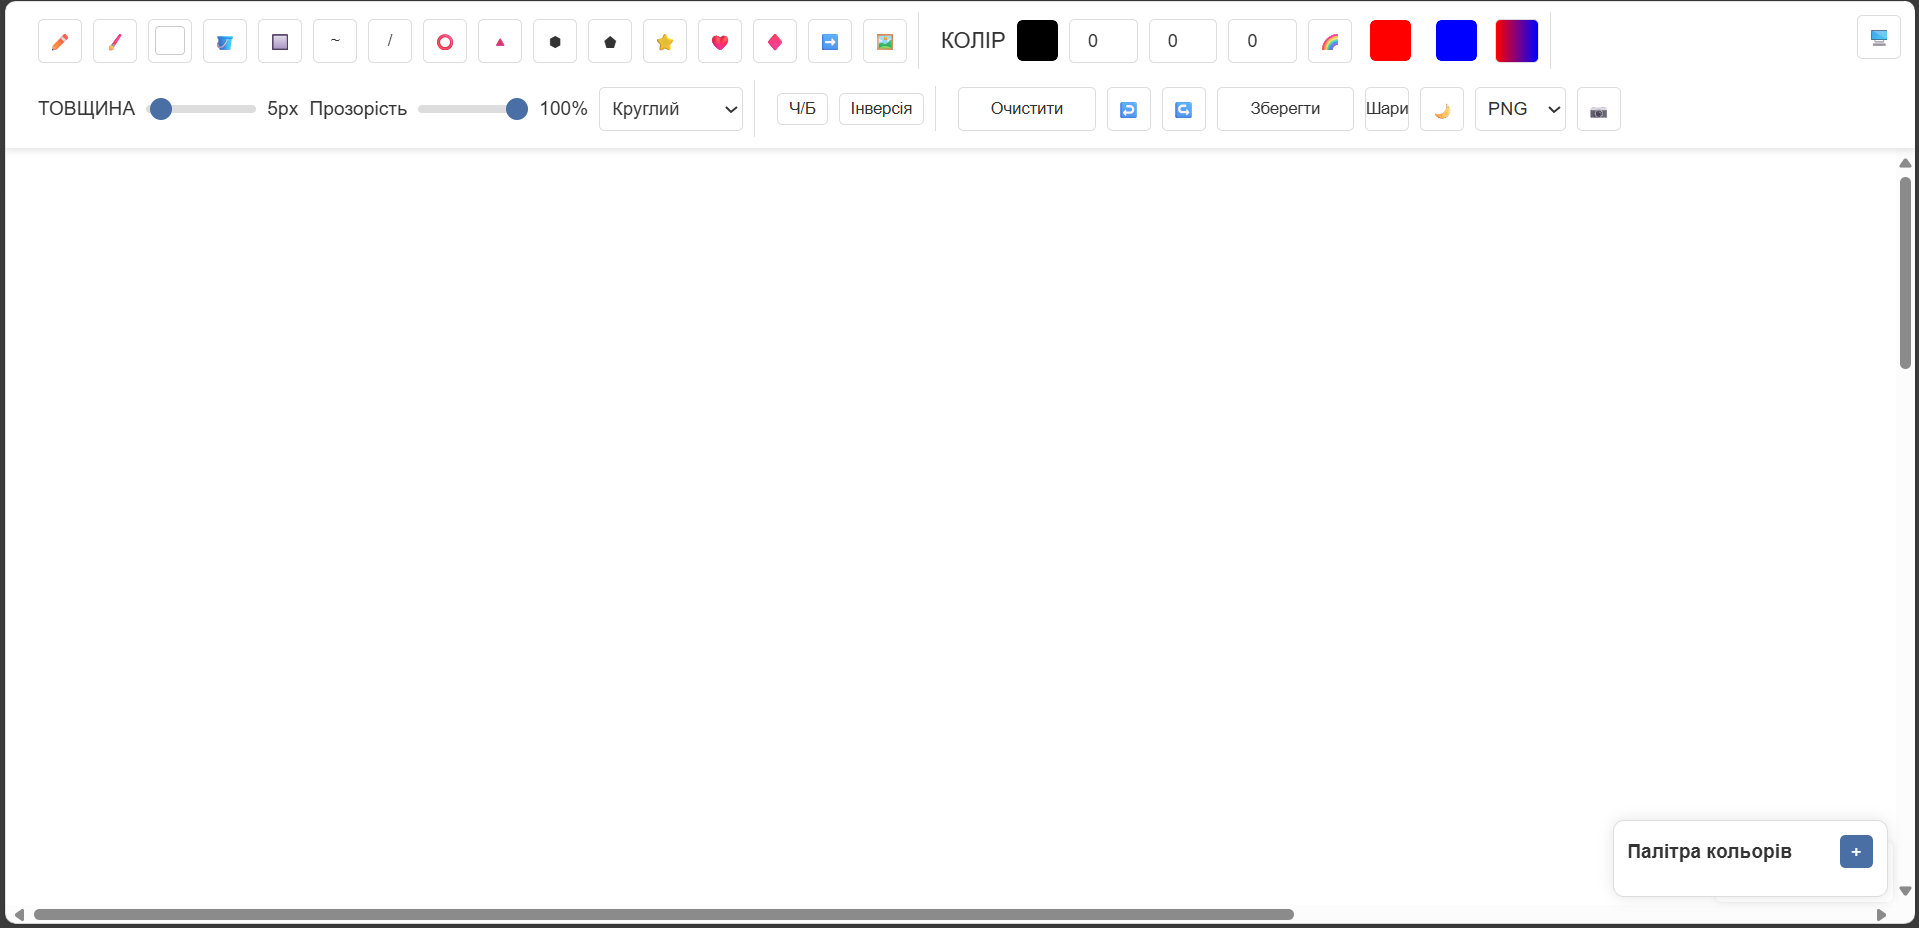 ~ / КОЛІР 0 0 0
ТОВЩИНА 5px Прозорість 100% Круглий Ч/Б Інверсія Очистити Зберегти Шари PNG
Палітра кольорів +